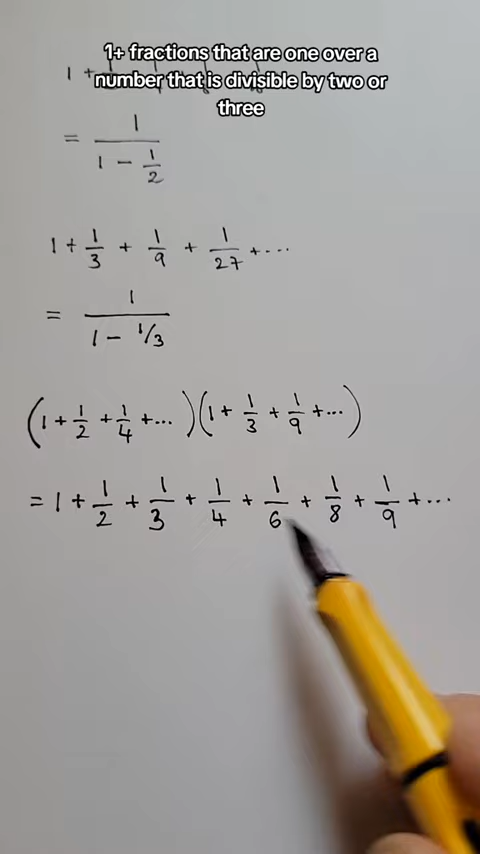 1+ fractions that are one over a
number that is divisible by two or
three
1 +
= 1/(1 - 1/2)
1 + 1/3 + 1/9 + 1/27 + ...
= 1/(1 - 1/3)
(1 + 1/2 + 1/4 + ...)(1 + 1/3 + 1/9 + ...)
= 1 + 1/2 + 1/3 + 1/4 + 1/6 + 1/8 + 1/9 + ...